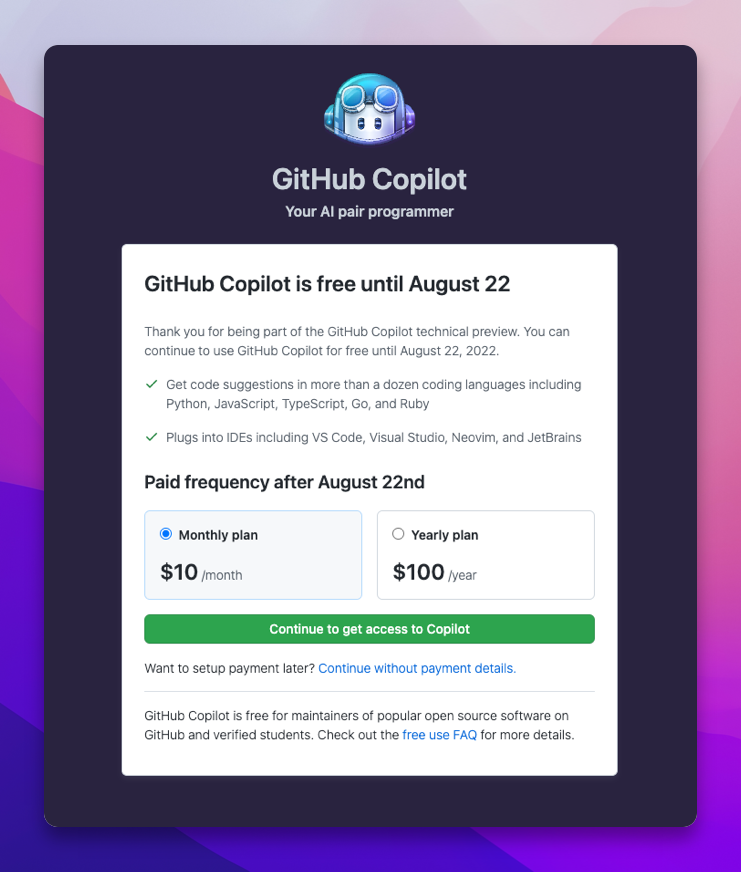 GitHub Copilot
Your AI pair programmer
GitHub Copilot is free until August 22
Thank you for being part of the GitHub Copilot technical preview. You can
continue to use GitHub Copilot for free until August 22, 2022.
Get code suggestions in more than a dozen coding languages including
Python, JavaScript, TypeScript, Go, and Ruby
Plugs into IDEs including VS Code, Visual Studio, Neovim, and JetBrains
Paid frequency after August 22nd
Monthly plan
$10 /month
Yearly plan
$100 /year
Continue to get access to Copilot
Want to setup payment later? Continue without payment details.
GitHub Copilot is free for maintainers of popular open source software on
GitHub and verified students. Check out the free use FAQ for more details.